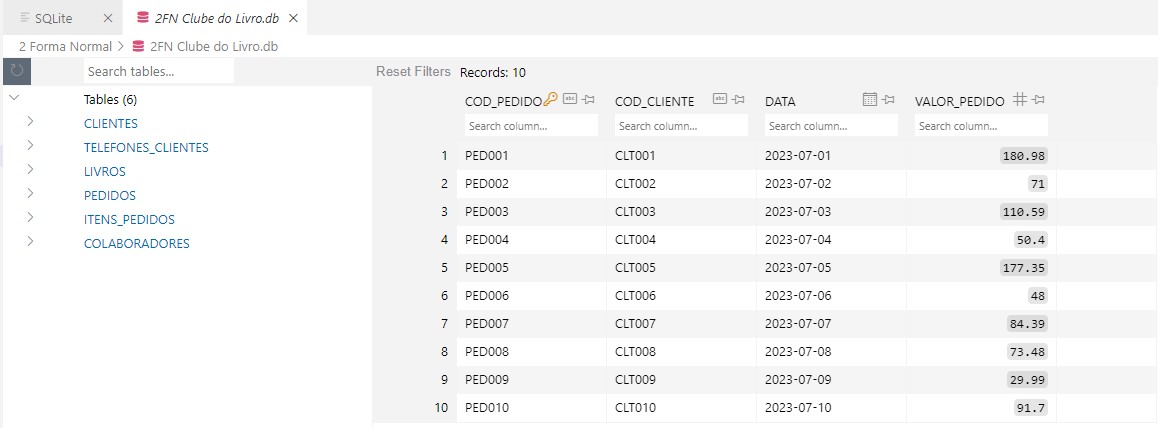 SQLite 2FN Clube do Livro.db
2 Forma Normal > 2FN Clube do Livro.db
Search tables... Reset Filters Records: 10
Tables (6)
CLIENTES
TELEFONES_CLIENTES
LIVROS
PEDIDOS
ITENS_PEDIDOS
COLABORADORES
COD_PEDIDO abc COD_CLIENTE abc DATA VALOR_PEDIDO
Search column... Search column... Search column... Search column...
1 PED001 CLT001 2023-07-01 180.98
2 PED002 CLT002 2023-07-02 71
3 PED003 CLT003 2023-07-03 110.59
4 PED004 CLT004 2023-07-04 50.4
5 PED005 CLT005 2023-07-05 177.35
6 PED006 CLT006 2023-07-06 48
7 PED007 CLT007 2023-07-07 84.39
8 PED008 CLT008 2023-07-08 73.48
9 PED009 CLT009 2023-07-09 29.99
10 PED010 CLT010 2023-07-10 91.7